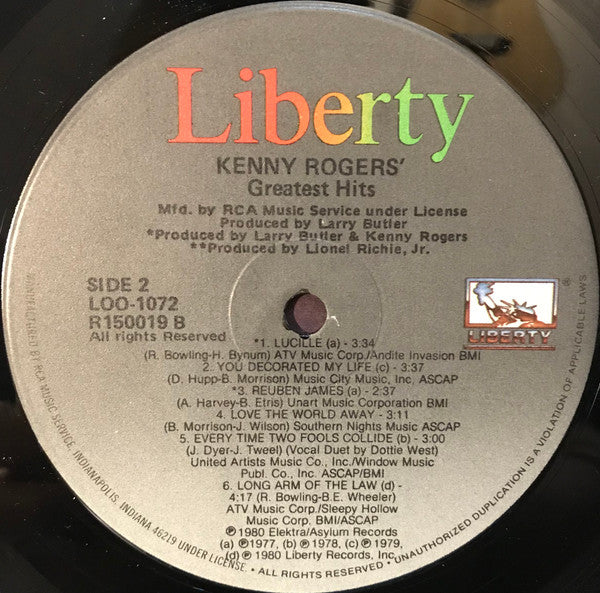 Liberty
KENNY ROGERS'
Greatest Hits
Mfd. by RCA Music Service under License
Produced by Larry Butler
*Produced by Larry Butler & Kenny Rogers
**Produced by Lionel Richie, Jr.
SIDE 2
LOO-1072
R150019 B
All rights Reserved
LIBERTY
®
*1. LUCILLE (a) - 3:34
(R. Bowling-H. Bynum) ATV Music Corp./Andite Invasion BMI
2. YOU DECORATED MY LIFE (c) - 3:37
(D. Hupp-B. Morrison) Music City Music, Inc. ASCAP
*3. REUBEN JAMES (a) - 2:37
(A. Harvey-B. Etris) Unart Music Corporation BMI
4. LOVE THE WORLD AWAY - 3:11
(B. Morrison-J. Wilson) Southern Nights Music ASCAP
5. EVERY TIME TWO FOOLS COLLIDE (b) - 3:00
(J. Dyer-J. Tweel) (Vocal Duet by Dottie West)
United Artists Music Co., Inc./Window Music
Publ. Co., Inc. ASCAP/BMI
6. LONG ARM OF THE LAW (d) -
4:17 (R. Bowling-B.E. Wheeler)
ATV Music Corp./Sleepy Hollow
Music Corp. BMI/ASCAP
℗1980 Elektra/Asylum Records
(a) ℗1977, (b) ℗1978, (c) ℗1979,
(d) ℗1980 Liberty Records, Inc.
MANUFACTURED BY RCA MUSIC SERVICE, INDIANAPOLIS, INDIANA 46219 UNDER LICENSE. • ALL RIGHTS RESERVED • UNAUTHORIZED DUPLICATION IS A VIOLATION OF APPLICABLE LAWS